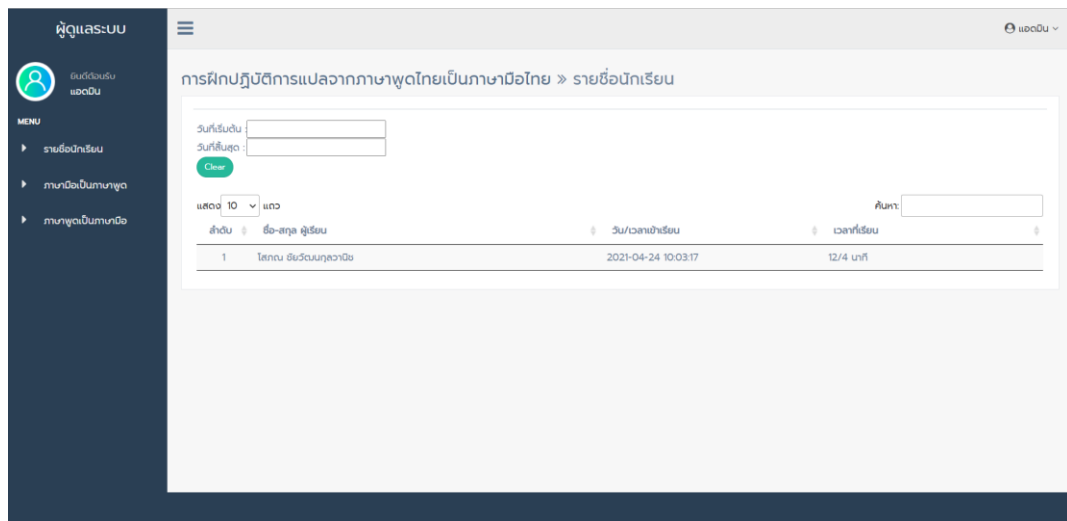 ผู้ดูแลระบบ
แอดมิน
ยินดีต้อนรับ
แอดมิน
MENU
รายชื่อนักเรียน
ภาษามือเป็นภาษาพูด
ภาษาพูดเป็นภาษามือ
การฝึกปฏิบัติการแปลจากภาษาพูดไทยเป็นภาษามือไทย » รายชื่อนักเรียน
วันที่เริ่มต้น :
วันที่สิ้นสุด :
Clear
แสดง 10 แถว ค้นหา:
ลำดับ ชื่อ-สกุล ผู้เรียน วัน/เวลาเข้าเรียน เวลาที่เรียน
1 โสภณ ชัยวัฒนกุลวานิช 2021-04-24 10:03:17 12/4 นาที